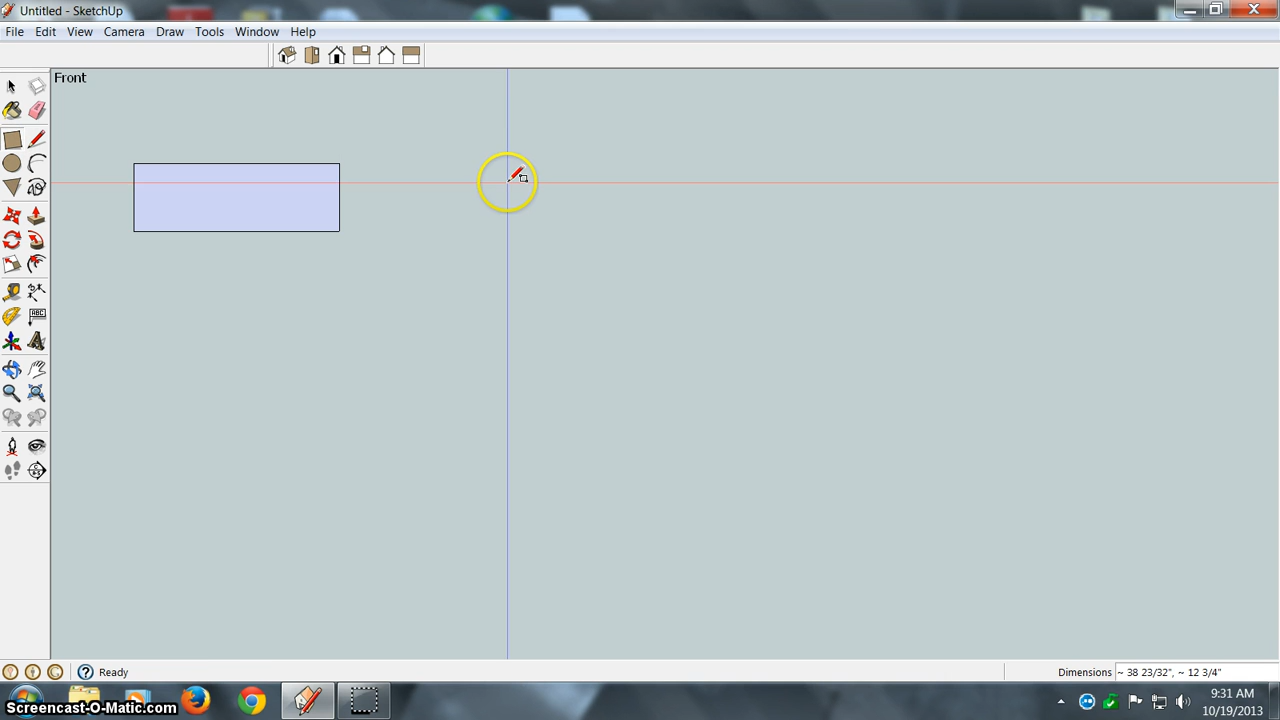 Untitled - SketchUp
File Edit View Camera Draw Tools Window Help
Front
ABC
Ready
Dimensions ~ 38 23/32", ~ 12 3/4"
9:31 AM
10/19/2013
Screencast-O-Matic.com